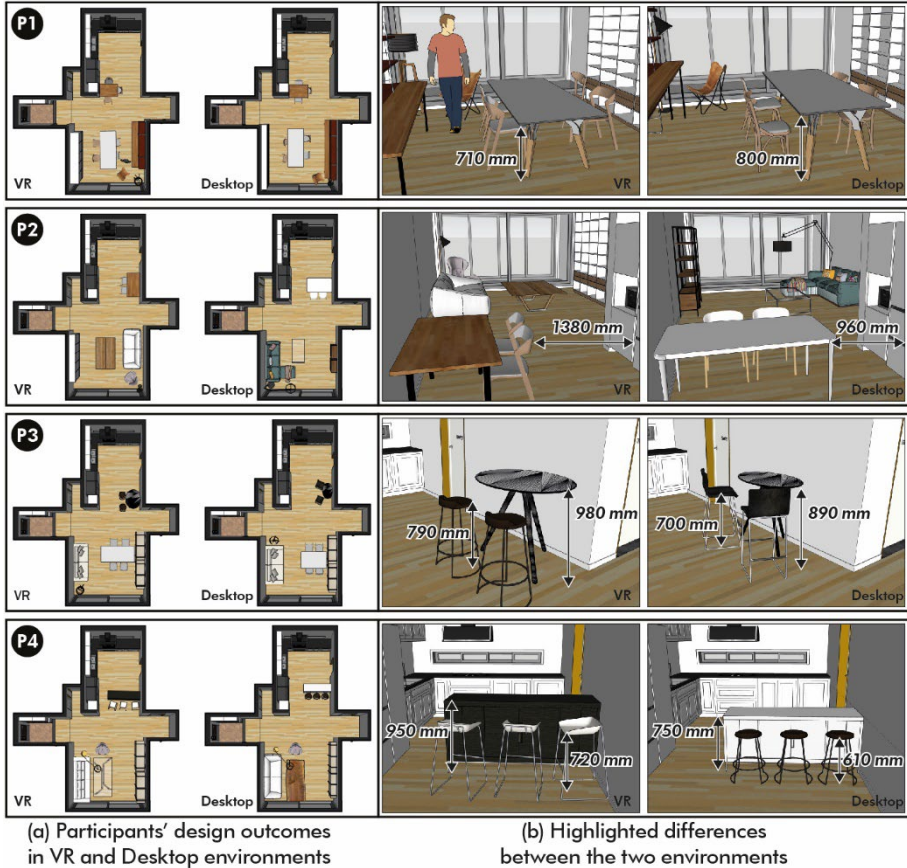 P1
VR
Desktop
710 mm
VR
800 mm
Desktop
P2
VR
Desktop
1380 mm
VR
960 mm
Desktop
P3
VR
Desktop
790 mm
980 mm
VR
700 mm
890 mm
Desktop
P4
VR
Desktop
950 mm
720 mm
VR
750 mm
610 mm
Desktop
(a) Participants’ design outcomes
in VR and Desktop environments
(b) Highlighted differences
between the two environments